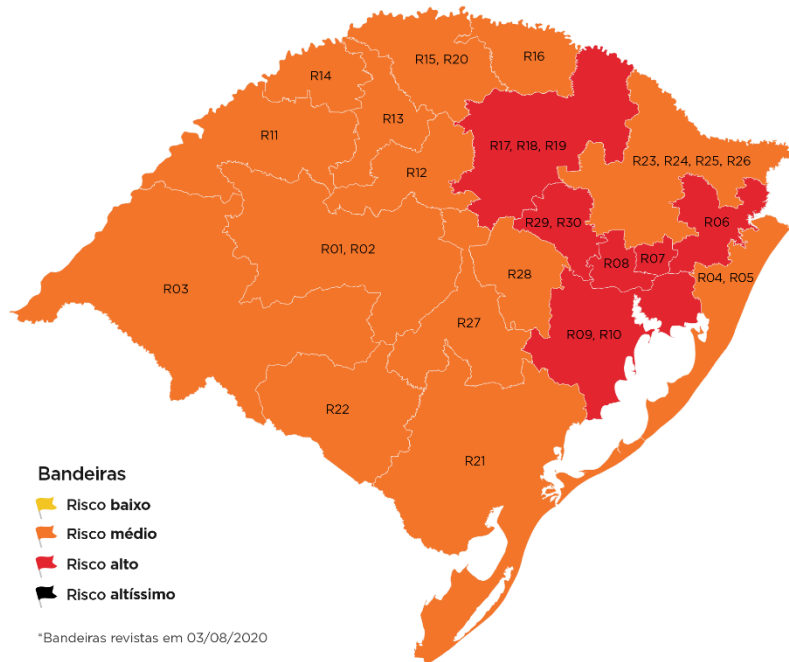 R16
R15, R20
R14
R13
R11
R17, R18, R19
R23, R24, R25, R26
R12
R29, R30
R06
R01, R02
R08
R07
R28
R04, R05
R03
R27
R09, R10
R22
R21
Bandeiras
Risco baixo
Risco médio
Risco alto
Risco altíssimo
*Bandeiras revistas em 03/08/2020